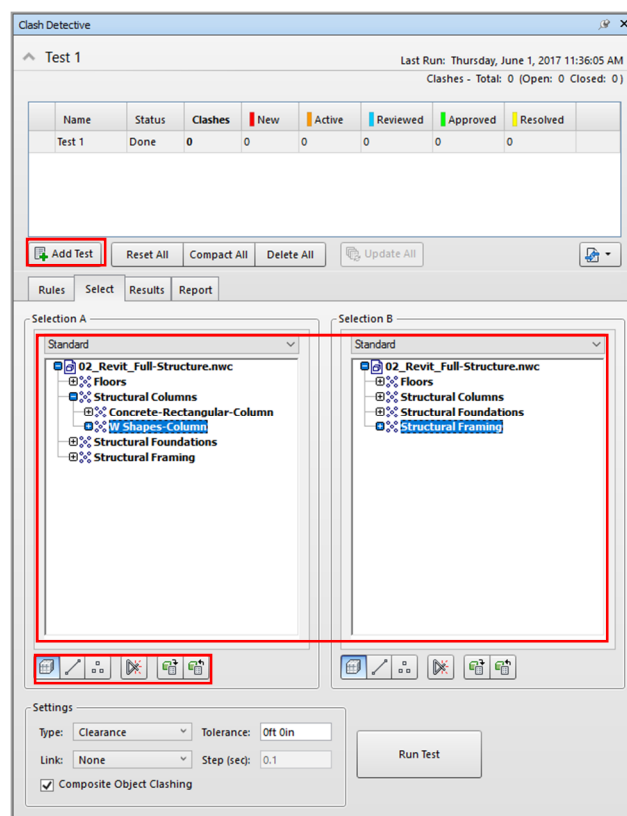 Clash Detective
Test 1
Last Run: Thursday, June 1, 2017 11:36:05 AM
Clashes - Total: 0 (Open: 0 Closed: 0)
Name Status Clashes New Active Reviewed Approved Resolved
Test 1 Done 0 0 0 0 0 0
Add Test Reset All Compact All Delete All Update All
Rules Select Results Report
Selection A
Standard
02_Revit_Full-Structure.nwc
Floors
Structural Columns
Concrete-Rectangular-Column
W Shapes-Column
Structural Foundations
Structural Framing
Selection B
Standard
02_Revit_Full-Structure.nwc
Floors
Structural Columns
Structural Foundations
Structural Framing
Settings
Type: Clearance Tolerance: 0ft 0in
Link: None Step (sec): 0.1
Composite Object Clashing
Run Test